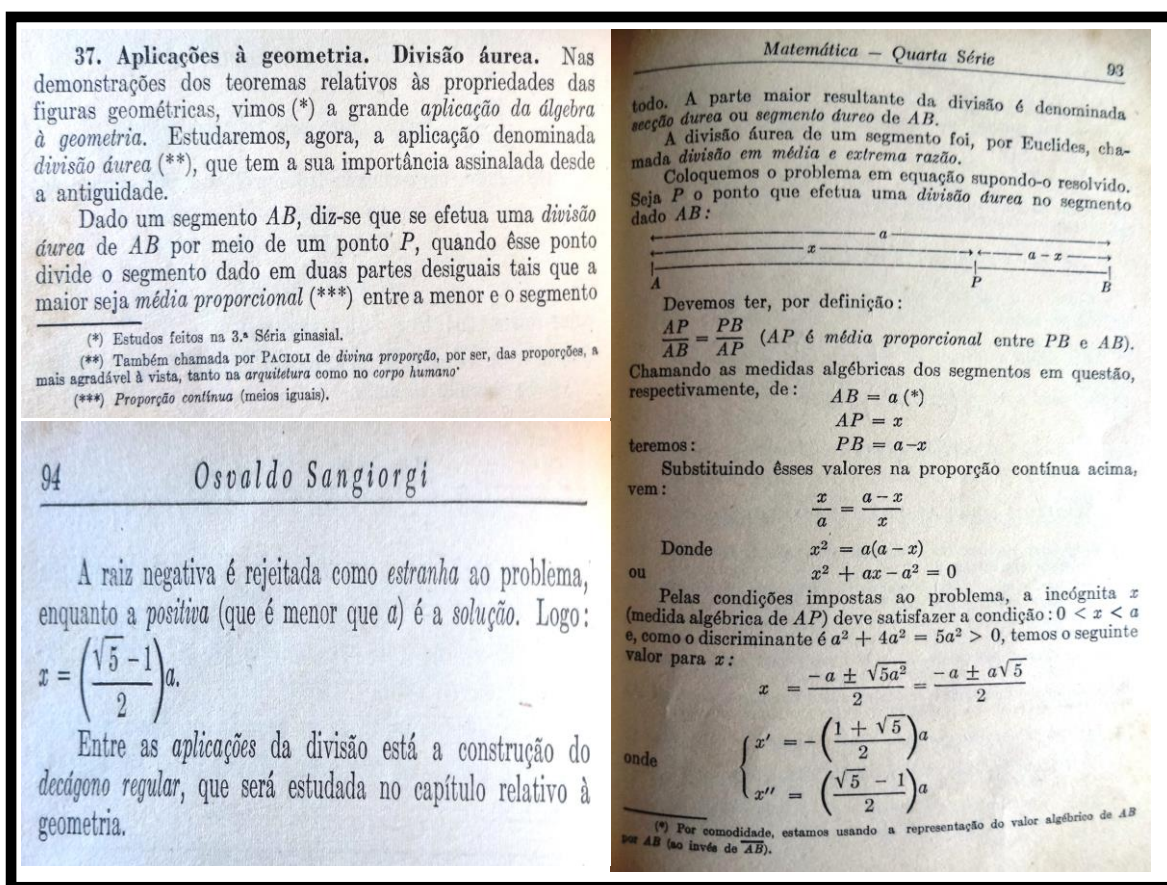 37. Aplicações à geometria. Divisão áurea. Nas
demonstrações dos teoremas relativos às propriedades das
figuras geométricas, vimos (*) a grande aplicação da álgebra
à geometria. Estudaremos, agora, a aplicação denominada
divisão áurea (**), que tem a sua importância assinalada desde
a antiguidade.
Dado um segmento AB, diz-se que se efetua uma divisão
áurea de AB por meio de um ponto P, quando êsse ponto
divide o segmento dado em duas partes desiguais tais que a
maior seja média proporcional (***) entre a menor e o segmento
(*) Estudos feitos na 3.ª Séria ginasial.
(**) Também chamada por PACIOLI de divina proporção, por ser, das proporções, a
mais agradável à vista, tanto na arquitetura como no corpo humano.
(***) Proporção contínua (meios iguais).
Matemática — Quarta Série 93
todo. A parte maior resultante da divisão é denominada
secção áurea ou segmento áureo de AB.
A divisão áurea de um segmento foi, por Euclides, cha-
mada divisão em média e extrema razão.
Coloquemos o problema em equação supondo-o resolvido.
Seja P o ponto que efetua uma divisão áurea no segmento
dado AB:
a
x a − x
A P B
Devemos ter, por definição:
AP/AB = PB/AP (AP é média proporcional entre PB e AB).
Chamando as medidas algébricas dos segmentos em questão,
respectivamente, de: AB = a (*)
AP = x
teremos: PB = a−x
Substituindo êsses valores na proporção contínua acima,
vem:
x/a = (a − x)/x
Donde x² = a(a − x)
ou x² + ax − a² = 0
Pelas condições impostas ao problema, a incógnita x
(medida algébrica de AP) deve satisfazer a condição: 0 < x < a
e, como o discriminante é a² + 4a² = 5a² > 0, temos o seguinte
valor para x:
x = (−a ± √5a²)/2 = (−a ± a√5)/2
onde { x′ = −((1 + √5)/2)a
x″ = ((√5 − 1)/2)a
(*) Por comodidade, estamos usando a representação do valor algébrico de AB
por AB (ao invés de A̅B̅).
94 Osvaldo Sangiorgi
A raiz negativa é rejeitada como estranha ao problema,
enquanto a positiva (que é menor que a) é a solução. Logo:
x = ((√5 − 1)/2)a.
Entre as aplicações da divisão está a construção do
decágono regular, que será estudada no capítulo relativo à
geometria.